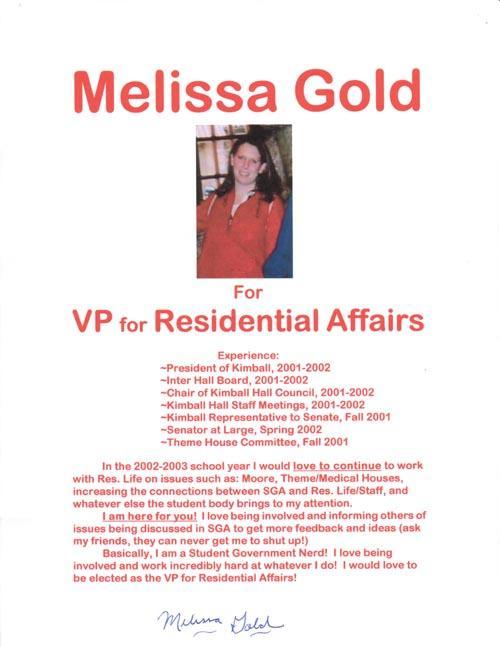 Melissa Gold
For
VP for Residential Affairs
Experience:
~President of Kimball, 2001-2002
~Inter Hall Board, 2001-2002
~Chair of Kimball Hall Council, 2001-2002
~Kimball Hall Staff Meetings, 2001-2002
~Kimball Representative to Senate, Fall 2001
~Senator at Large, Spring 2002
~Theme House Committee, Fall 2001
In the 2002-2003 school year I would love to continue to work
with Res. Life on issues such as: Moore, Theme/Medical Houses,
increasing the connections between SGA and Res. Life/Staff, and
whatever else the student body brings to my attention.
I am here for you! I love being involved and informing others of
issues being discussed in SGA to get more feedback and ideas (ask
my friends, they can never get me to shut up!)
Basically, I am a Student Government Nerd! I love being
involved and work incredibly hard at whatever I do! I would love to
be elected as the VP for Residential Affairs!
Melissa Gold